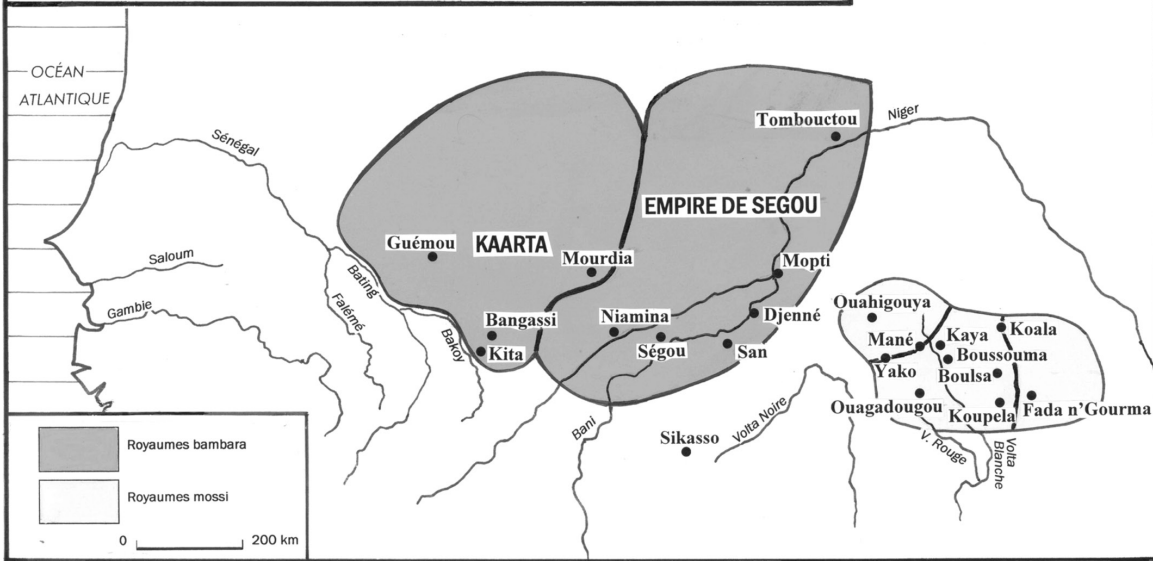 OCÉAN
ATLANTIQUE
Sénégal
Tombouctou
Niger
EMPIRE DE SEGOU
Guémou
KAARTA
Mourdia
Mopti
Saloum
Bating
Gambie
Falémé
Bakoy
Bangassi
Kita
Niamina
Ségou
Djenné
San
Ouahigouya
Mané
Kaya
Koala
Boussouma
Yako
Boulsa
Ouagadougou
Koupela
Fada n'Gourma
Bani
Sikasso
Volta Noire
V. Rouge
Volta
Blanche
Royaumes bambara
Royaumes mossi
0 200 km